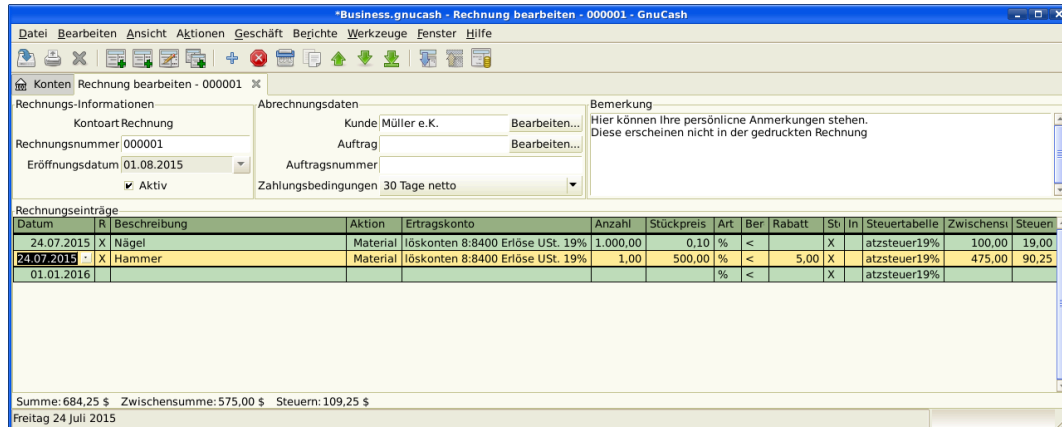 *Business.gnucash - Rechnung bearbeiten - 000001 - GnuCash
Datei Bearbeiten Ansicht Aktionen Geschäft Berichte Werkzeuge Fenster Hilfe
Konten Rechnung bearbeiten - 000001
Rechnungs-Informationen
Kontoart Rechnung
Rechnungsnummer 000001
Eröffnungsdatum 01.08.2015
Aktiv
Abrechnungsdaten
Kunde Müller e.K. Bearbeiten...
Auftrag Bearbeiten...
Auftragsnummer
Zahlungsbedingungen 30 Tage netto
Bemerkung
Hier können Ihre persönlicne Anmerkungen stehen.
Diese erscheinen nicht in der gedruckten Rechnung
Rechnungseinträge
Datum R Beschreibung Aktion Ertragskonto Anzahl Stückpreis Art Ber Rabatt Ste In Steuertabelle Zwischensu Steuern
24.07.2015 X Nägel Material löskonten 8:8400 Erlöse USt. 19% 1.000,00 0,10 % < X atzsteuer19% 100,00 19,00
24.07.2015 X Hammer Material löskonten 8:8400 Erlöse USt. 19% 1,00 500,00 % < 5,00 X atzsteuer19% 475,00 90,25
01.01.2016 % < X atzsteuer19%
Summe: 684,25 $ Zwischensumme: 575,00 $ Steuern: 109,25 $
Freitag 24 Juli 2015